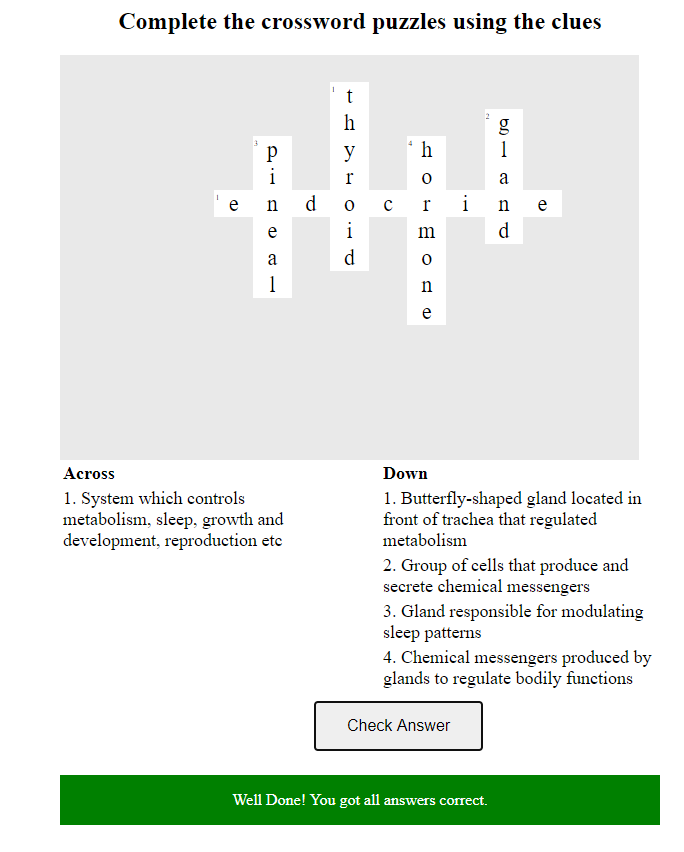 Complete the crossword puzzles using the clues
1 t
h
2 g
3 p y 4 h l
i r o a
1 e n d o c r i n e
e i m d
a d o
l n
e
Across
1. System which controls
metabolism, sleep, growth and
development, reproduction etc
Down
1. Butterfly-shaped gland located in
front of trachea that regulated
metabolism
2. Group of cells that produce and
secrete chemical messengers
3. Gland responsible for modulating
sleep patterns
4. Chemical messengers produced by
glands to regulate bodily functions
Check Answer
Well Done! You got all answers correct.